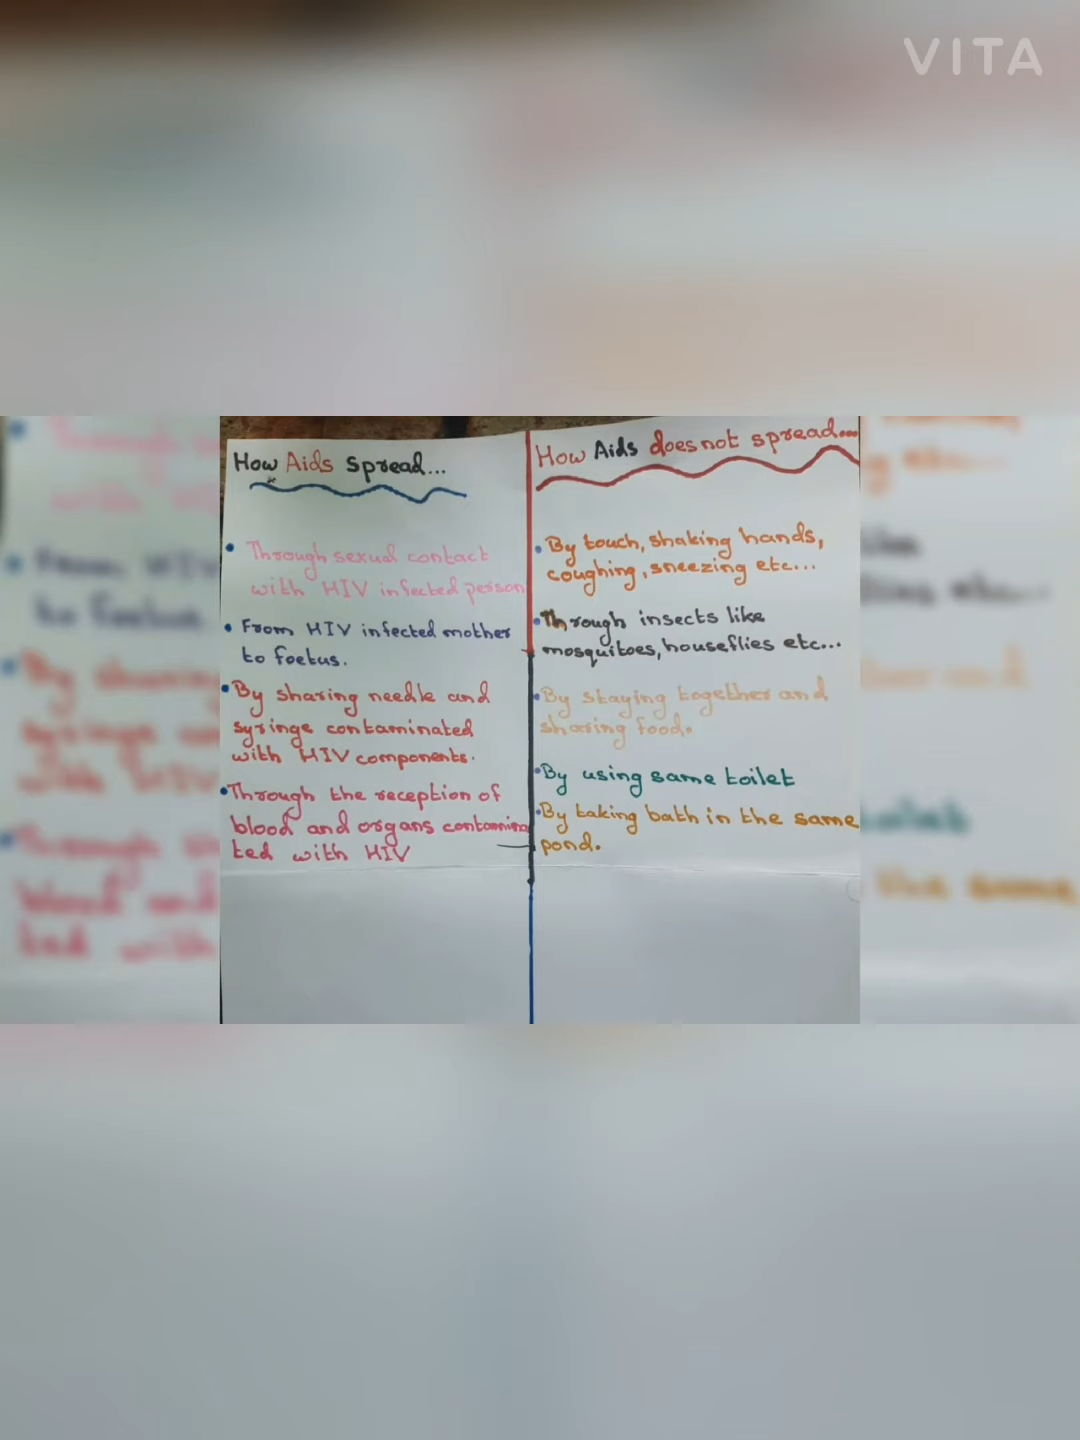 VITA
How Aids spread...
Through sexual contact
with HIV infected person
From HIV infected mother
to foetus.
By sharing needle and
syringe contaminated
with HIV components.
Through the reception of
blood and organs contamina
ted with HIV
How Aids does not spread....
By touch, shaking hands,
coughing, sneezing etc...
Through insects like
mosquitoes, houseflies etc...
By staying together and
sharing food.
By using same toilet
By taking bath in the same
pond.